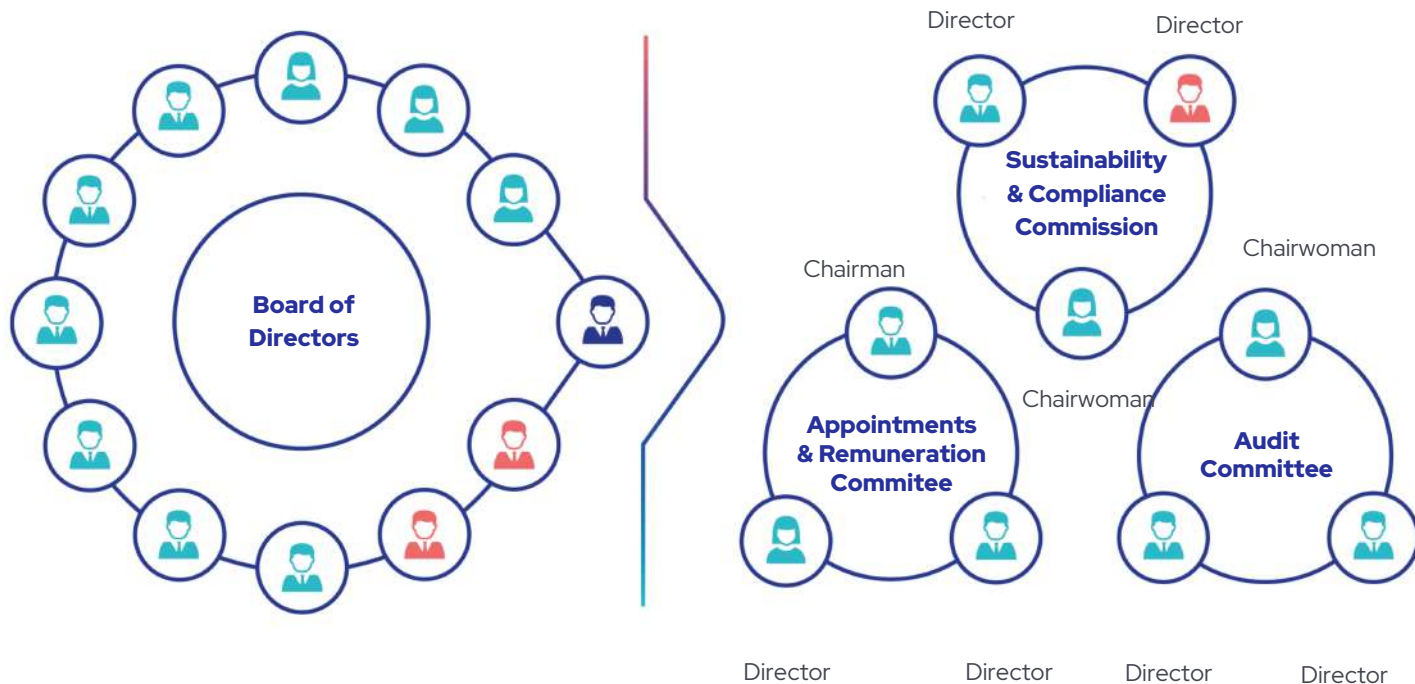 Board of
Directors
Director
Director
Sustainability
& Compliance
Commission
Chairwoman
Chairman
Appointments
& Remuneration
Commitee
Director
Director
Chairwoman
Audit
Committee
Director
Director